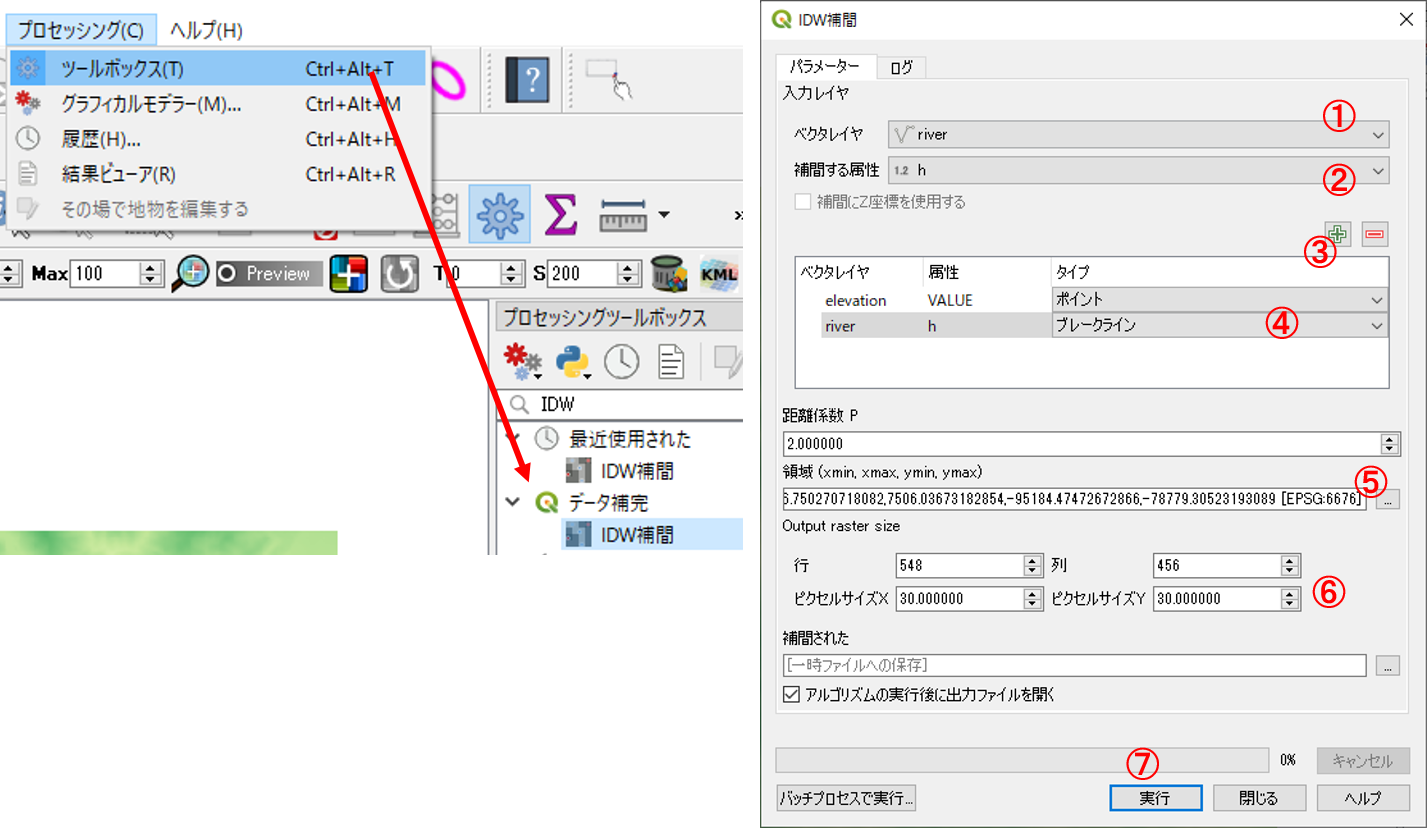 プロセッシング(C) ヘルプ(H)
ツールボックス(T) Ctrl+Alt+T
グラフィカルモデラー(M)... Ctrl+Alt+M
履歴(H)... Ctrl+Alt+H
結果ビューア(R) Ctrl+Alt+R
その場で地物を編集する
?
»
Max 100 Preview T 0 S 200 KML
プロセッシングツールボックス
IDW
最近使用された
IDW補間
データ補完
IDW補間
IDW補間
パラメーター ログ
入力レイヤ
①
ベクタレイヤ river
補間する属性 1.2 h
②
補間にZ座標を使用する
③
ベクタレイヤ 属性 タイプ
elevation VALUE ポイント
river h ブレークライン ④
距離係数 P
2.000000
領域 (xmin, xmax, ymin, ymax)
⑤
6.750270718082,7506.03673182854,-95184.47472672866,-78779.30523193089 [EPSG:6676] ...
Output raster size
行 548 列 456
ピクセルサイズX 30.000000 ピクセルサイズY 30.000000 ⑥
補間された
[一時ファイルへの保存] ...
アルゴリズムの実行後に出力ファイルを開く
⑦
0% キャンセル
バッチプロセスで実行... 実行 閉じる ヘルプ